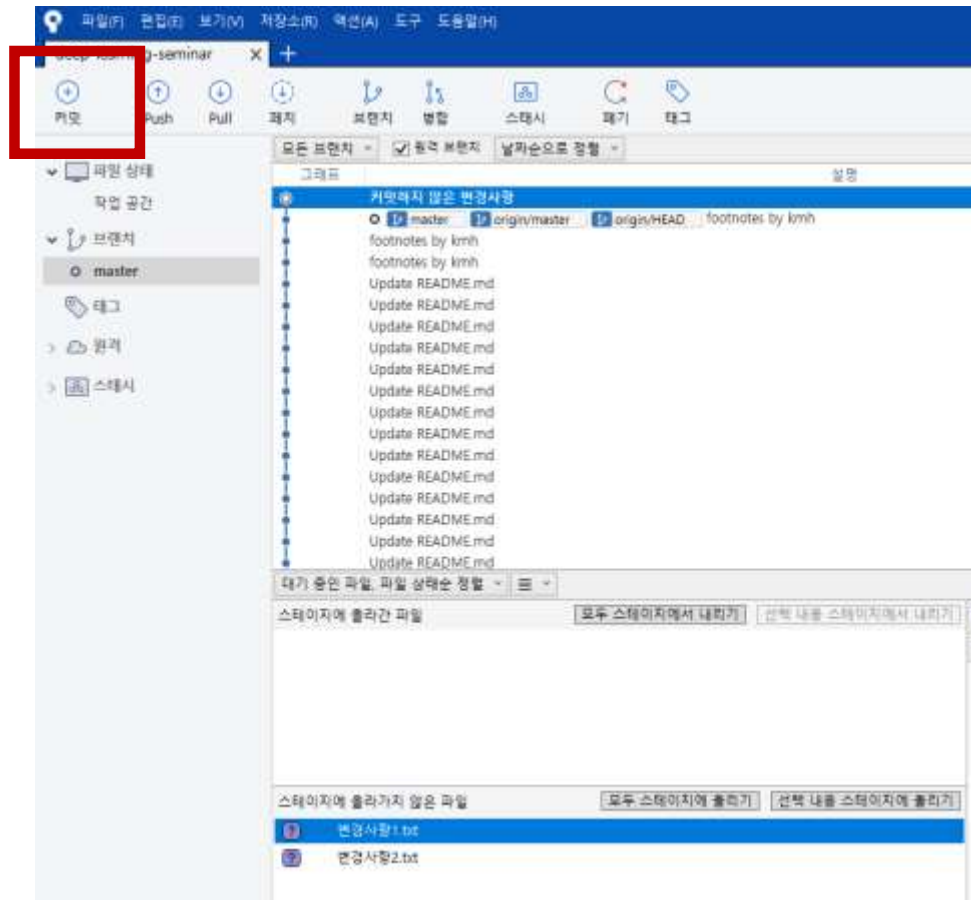 파일(F) 편집(E) 보기(V) 저장소(R) 액션(A) 도구 도움말(H)
deep-learning-seminar
커밋 Push Pull 패치 브랜치 병합 스태시 폐기 태그
모든 브랜치 원격 브랜치 날짜순으로 정렬
파일 상태
작업 공간
브랜치
master
태그
원격
스태시
그래프 설명
커밋하지 않은 변경사항
master origin/master origin/HEAD footnotes by kmh
footnotes by kmh
footnotes by kmh
Update README.md
Update README.md
Update README.md
Update README.md
Update README.md
Update README.md
Update README.md
Update README.md
Update README.md
Update README.md
Update README.md
Update README.md
Update README.md
Update README.md
대기 중인 파일, 파일 상태순 정렬
스테이지에 올라간 파일 모두 스테이지에서 내리기 선택 내용 스테이지에서 내리기
스테이지에 올라가지 않은 파일 모두 스테이지에 올리기 선택 내용 스테이지에 올리기
변경사항1.txt
변경사항2.txt